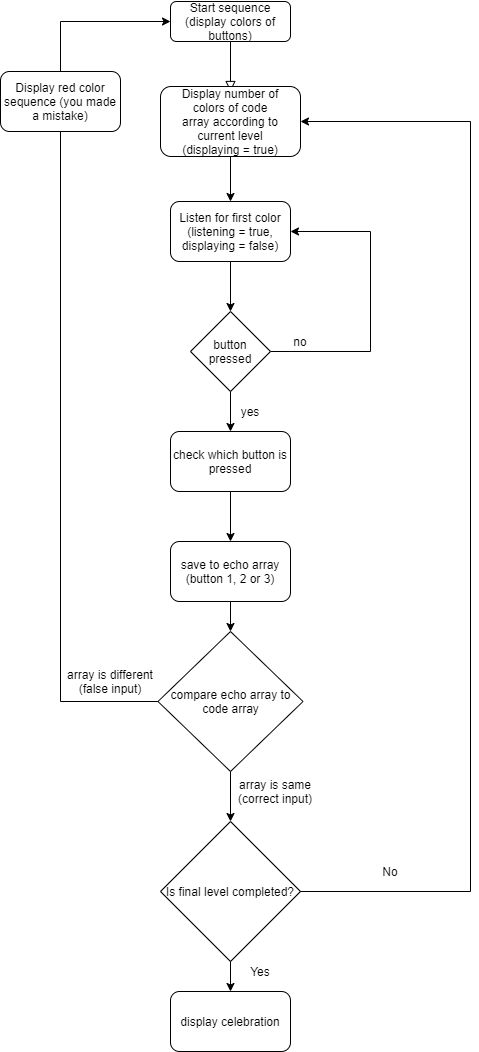 Start sequence
(display colors of
buttons)
Display red color
sequence (you made
a mistake)
Display number of
colors of code
array according to
current level
(displaying = true)
Listen for first color
(listening = true,
displaying = false)
button
pressed
no
yes
check which button is
pressed
save to echo array
(button 1, 2 or 3)
array is different
(false input)
compare echo array to
code array
array is same
(correct input)
Is final level completed?
No
Yes
display celebration